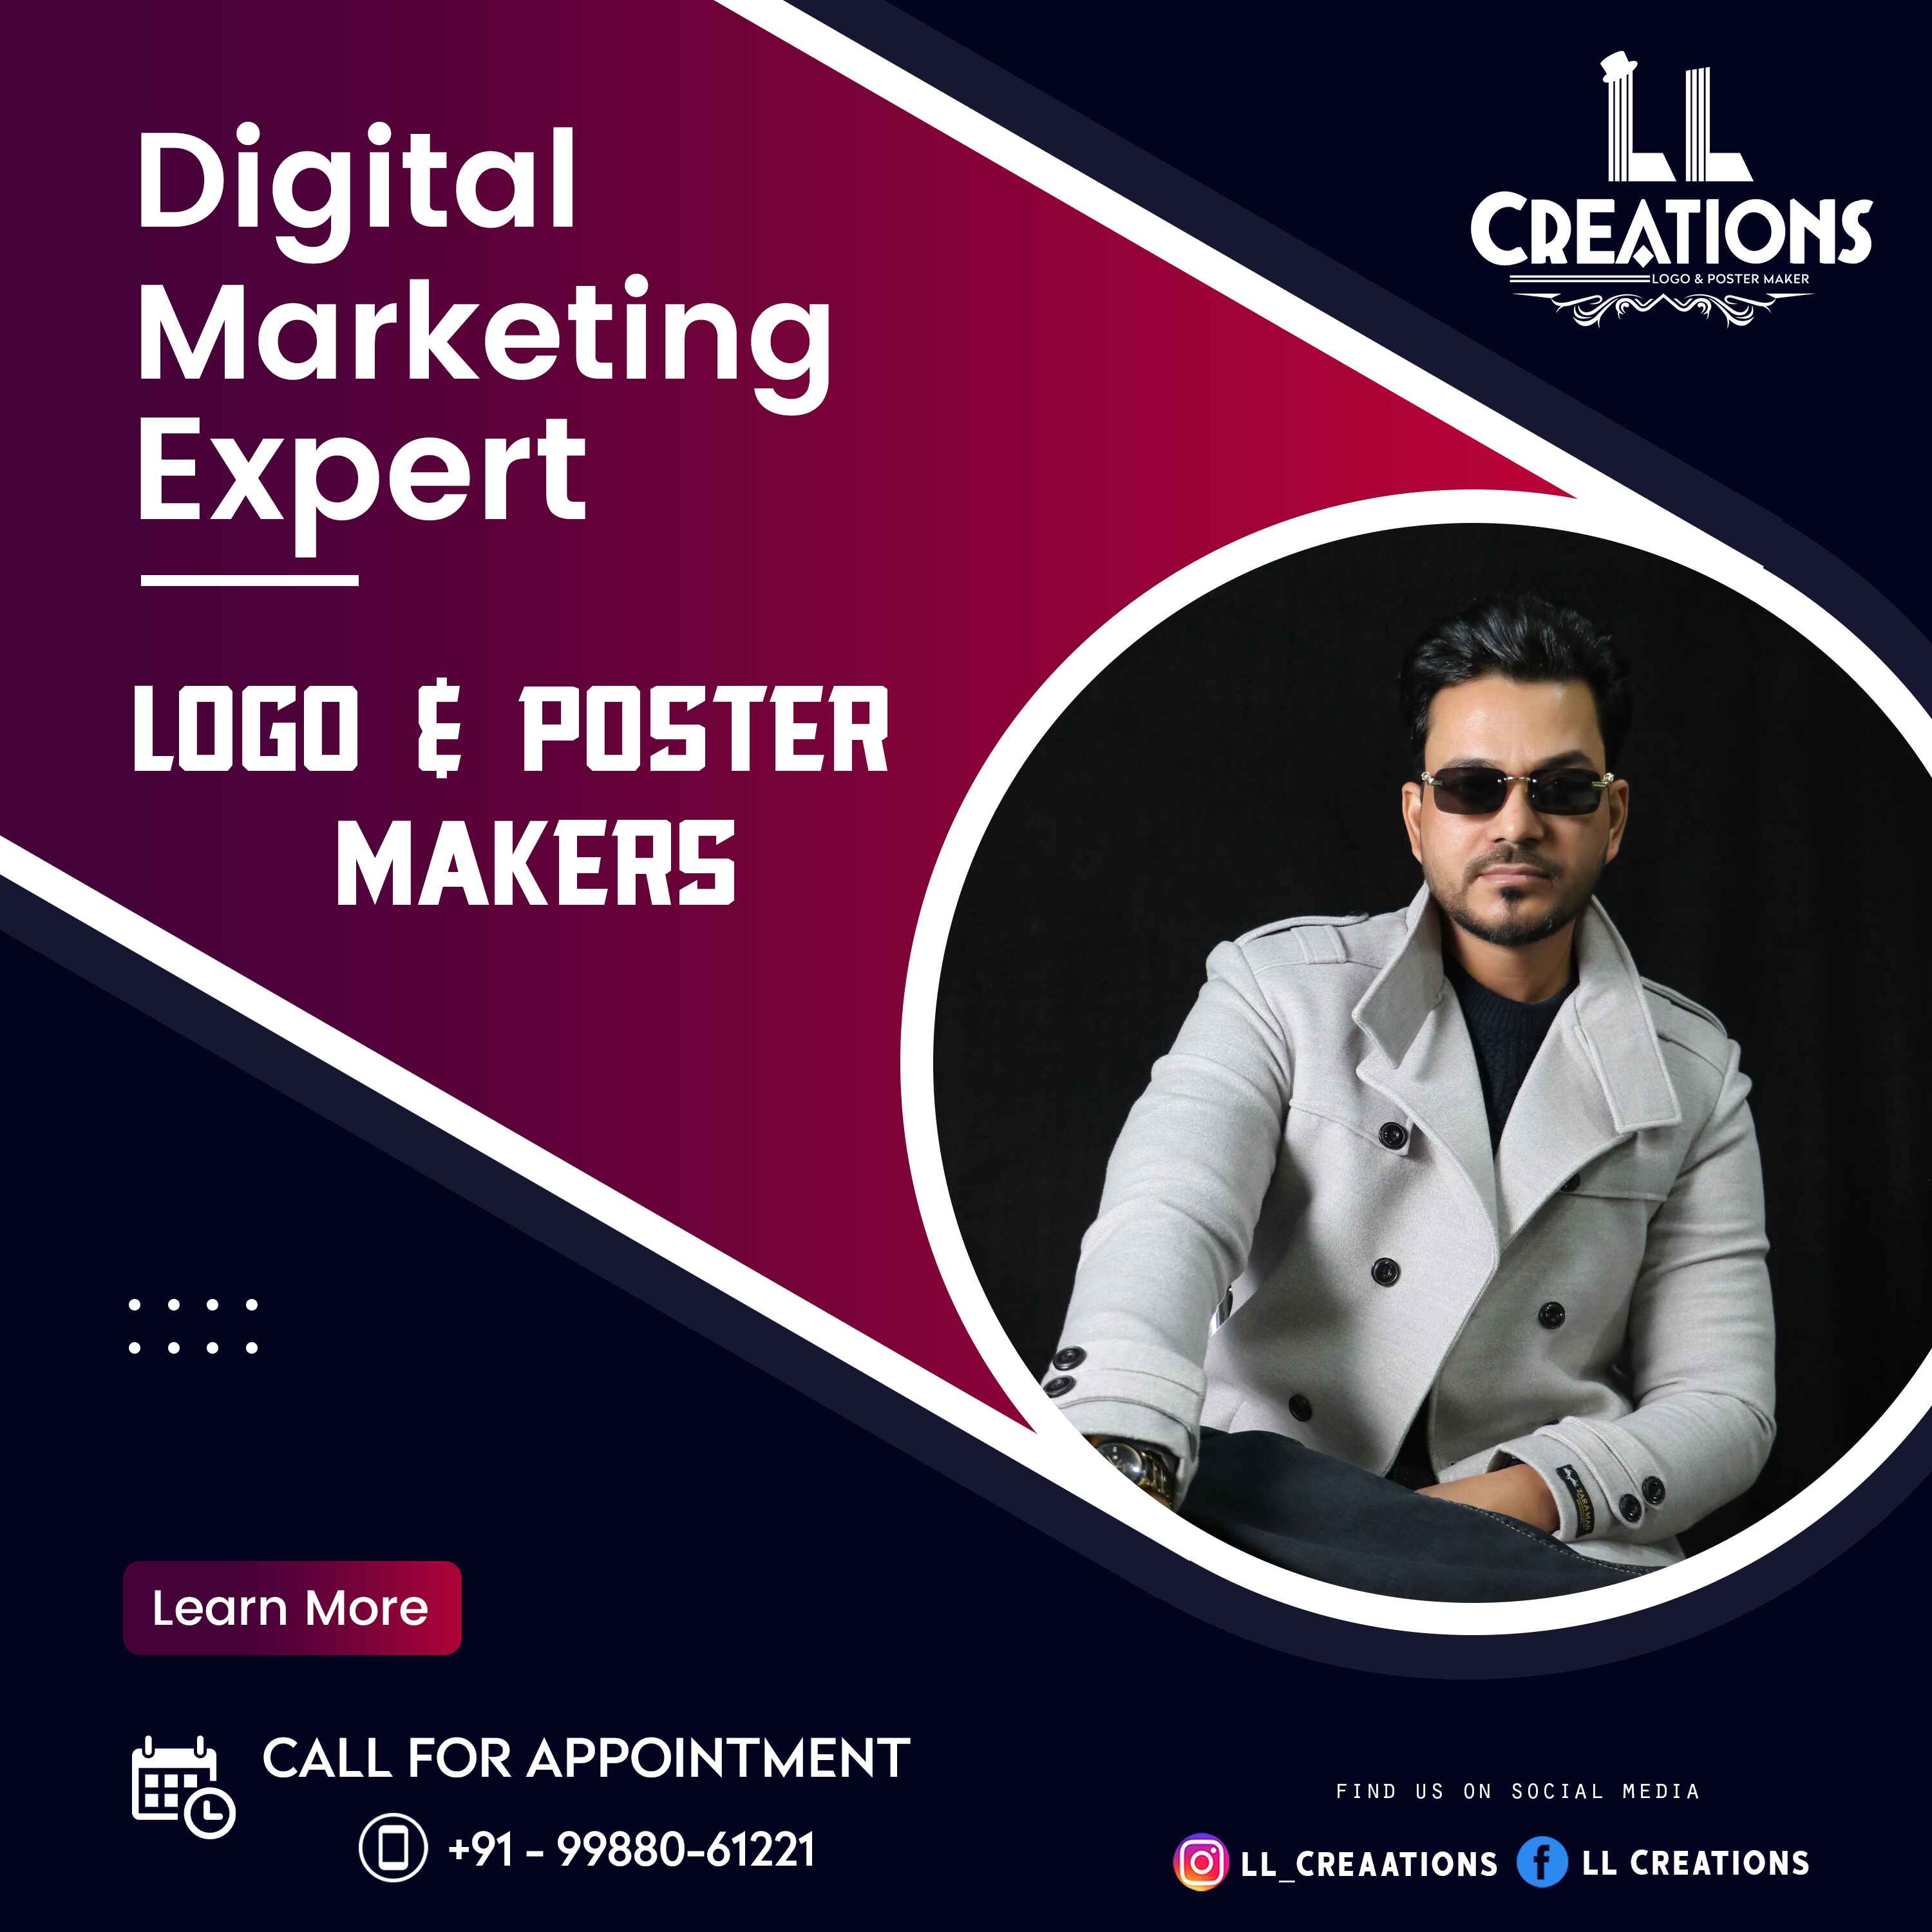 Digital
Marketing
Expert
LOGO & POSTER
MAKERS
LL
CREATIONS
LOGO & POSTER MAKER
Learn More
CALL FOR APPOINTMENT
+91 - 99880-61221
FIND US ON SOCIAL MEDIA
LL_CREAATIONS
LL CREATIONS